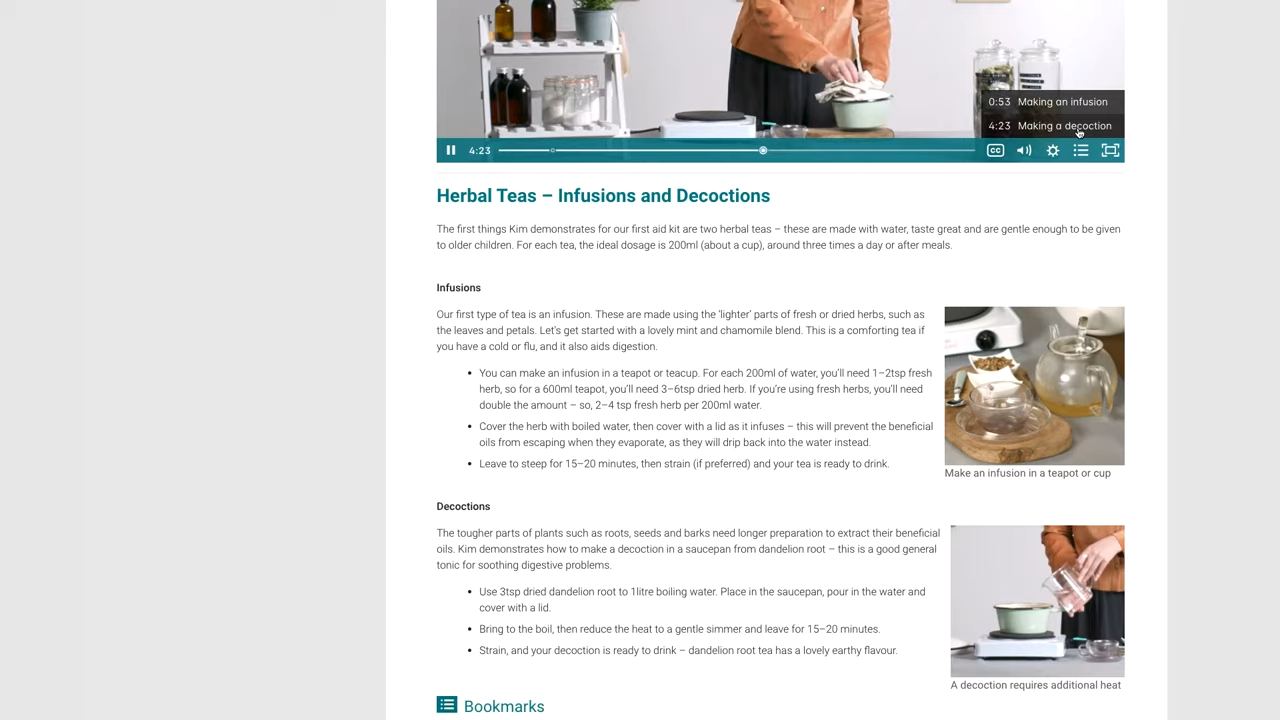 0:53 Making an infusion
4:23 Making a decoction
4:23
CC
Herbal Teas – Infusions and Decoctions
The first things Kim demonstrates for our first aid kit are two herbal teas – these are made with water, taste great and are gentle enough to be given
to older children. For each tea, the ideal dosage is 200ml (about a cup), around three times a day or after meals.
Infusions
Our first type of tea is an infusion. These are made using the 'lighter' parts of fresh or dried herbs, such as
the leaves and petals. Let's get started with a lovely mint and chamomile blend. This is a comforting tea if
you have a cold or flu, and it also aids digestion.
• You can make an infusion in a teapot or teacup. For each 200ml of water, you'll need 1–2tsp fresh
herb, so for a 600ml teapot, you'll need 3–6tsp dried herb. If you're using fresh herbs, you'll need
double the amount – so, 2–4 tsp fresh herb per 200ml water.
• Cover the herb with boiled water, then cover with a lid as it infuses – this will prevent the beneficial
oils from escaping when they evaporate, as they will drip back into the water instead.
• Leave to steep for 15–20 minutes, then strain (if preferred) and your tea is ready to drink.
Make an infusion in a teapot or cup
Decoctions
The tougher parts of plants such as roots, seeds and barks need longer preparation to extract their beneficial
oils. Kim demonstrates how to make a decoction in a saucepan from dandelion root – this is a good general
tonic for soothing digestive problems.
• Use 3tsp dried dandelion root to 1litre boiling water. Place in the saucepan, pour in the water and
cover with a lid.
• Bring to the boil, then reduce the heat to a gentle simmer and leave for 15–20 minutes.
• Strain, and your decoction is ready to drink – dandelion root tea has a lovely earthy flavour.
A decoction requires additional heat
Bookmarks